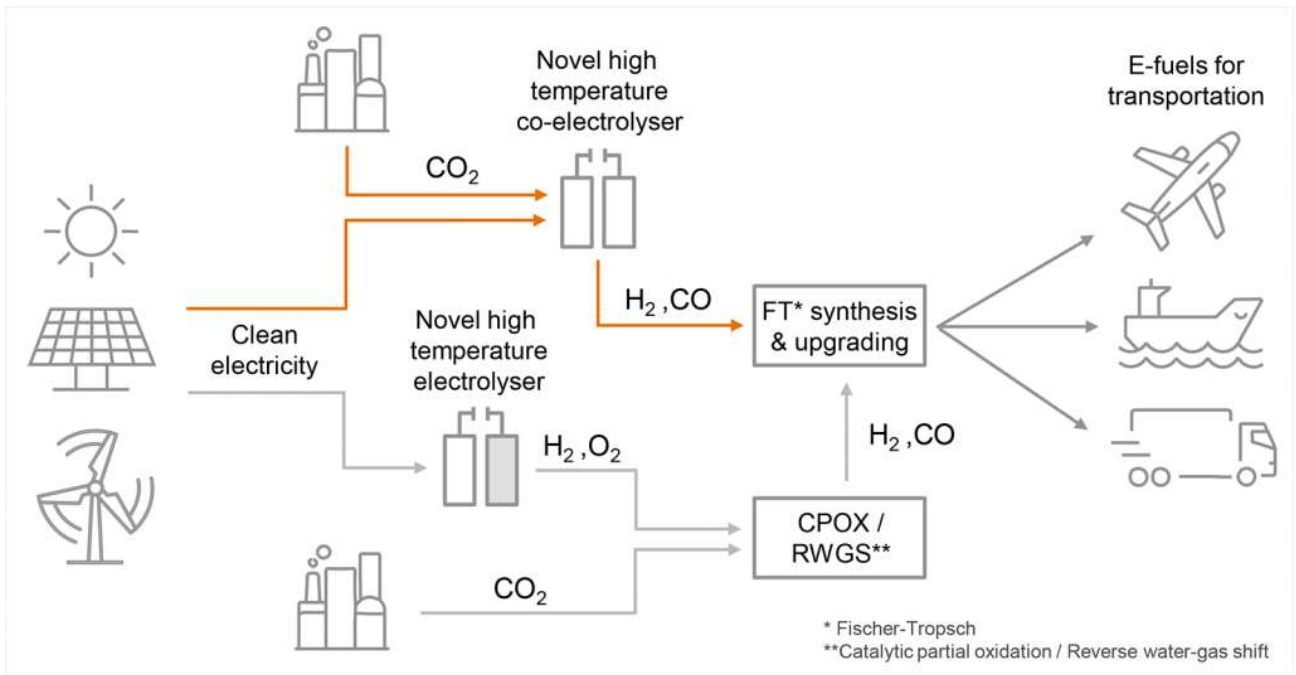 Novel high
temperature
co-electrolyser
E-fuels for
transportation
CO₂
H₂ ,CO
FT* synthesis
& upgrading
Clean
electricity
Novel high
temperature
electrolyser
H₂ ,O₂
H₂ ,CO
CPOX /
RWGS**
CO₂
* Fischer-Tropsch
**Catalytic partial oxidation / Reverse water-gas shift